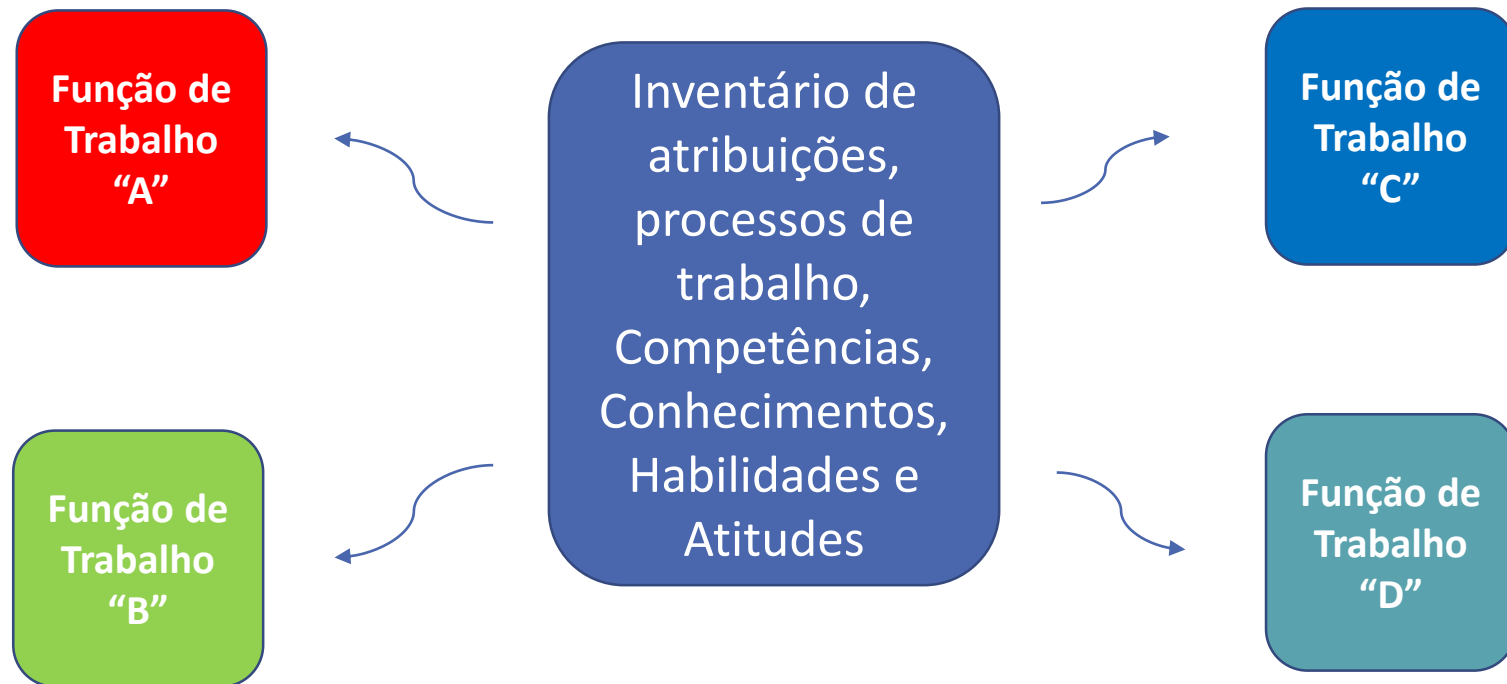 Função de
Trabalho
“A”
Função de
Trabalho
“B”
Inventário de
atribuições,
processos de
trabalho,
Competências,
Conhecimentos,
Habilidades e
Atitudes
Função de
Trabalho
“C”
Função de
Trabalho
“D”